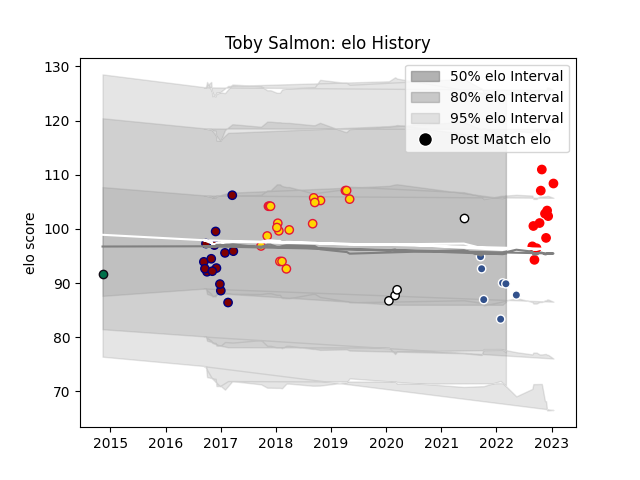 Toby Salmon: elo History
50% elo Interval
80% elo Interval
95% elo Interval
Post Match elo
elo score
130
120
110
100
90
80
70
2015 2016 2017 2018 2019 2020 2021 2022 2023